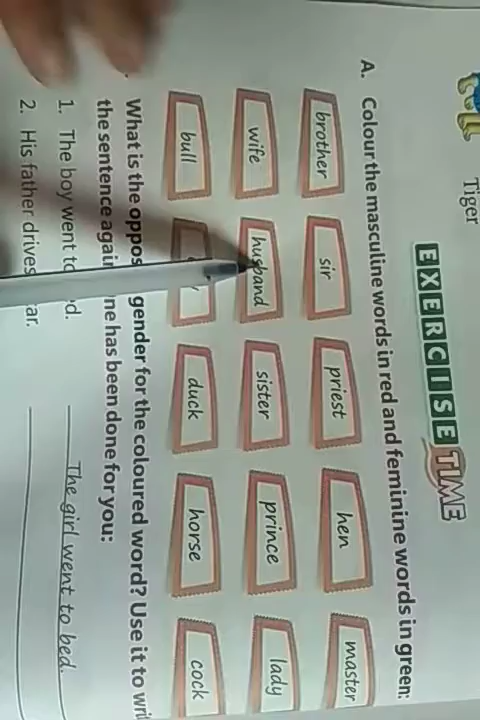 Tiger
EXERCISE TIME
A. Colour the masculine words in red and feminine words in green:
brother sir priest hen master
wife husband sister prince lady
bull duck horse cock
What is the gender for the coloured word? Use it to
the sentence ne has been done for you:
1. The boy went to d. The girl went to bed.
2. His father drives ar.